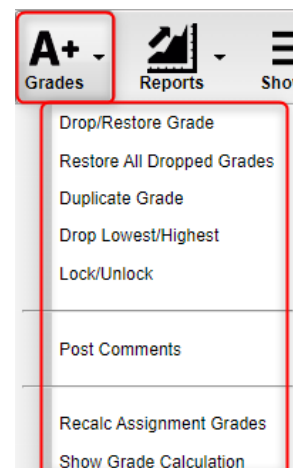 A+
Grades Reports
Drop/Restore Grade
Restore All Dropped Grades
Duplicate Grade
Drop Lowest/Highest
Lock/Unlock
Post Comments
Recalc Assignment Grades
Show Grade Calculation